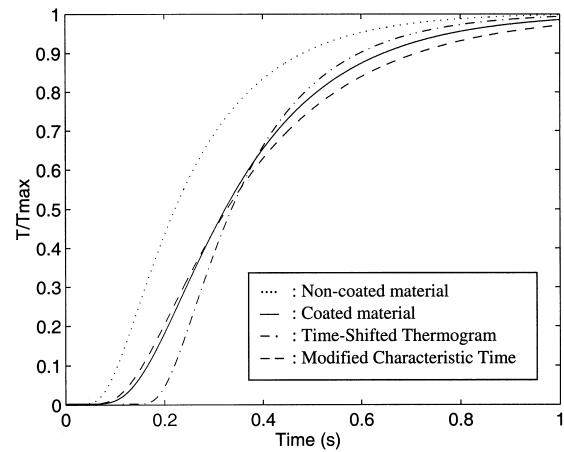 1
0.9
0.8
0.7
0.6
0.5
0.4
0.3
0.2
0.1
0
T/Tmax
..... : Non-coated material
— : Coated material
- · - : Time-Shifted Thermogram
- - - : Modified Characteristic Time
0 0.2 0.4 0.6 0.8 1
Time (s)